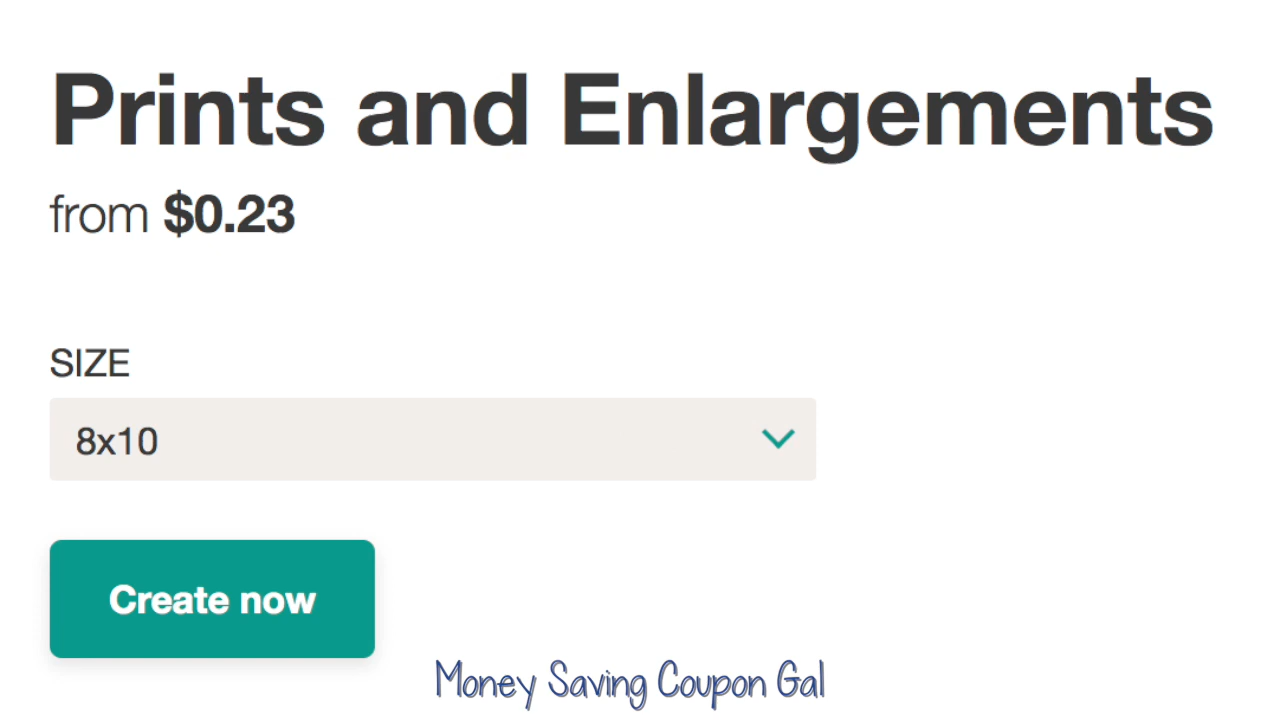 Prints and Enlargements
from $0.23
SIZE
8x10
Create now
Money Saving Coupon Gal